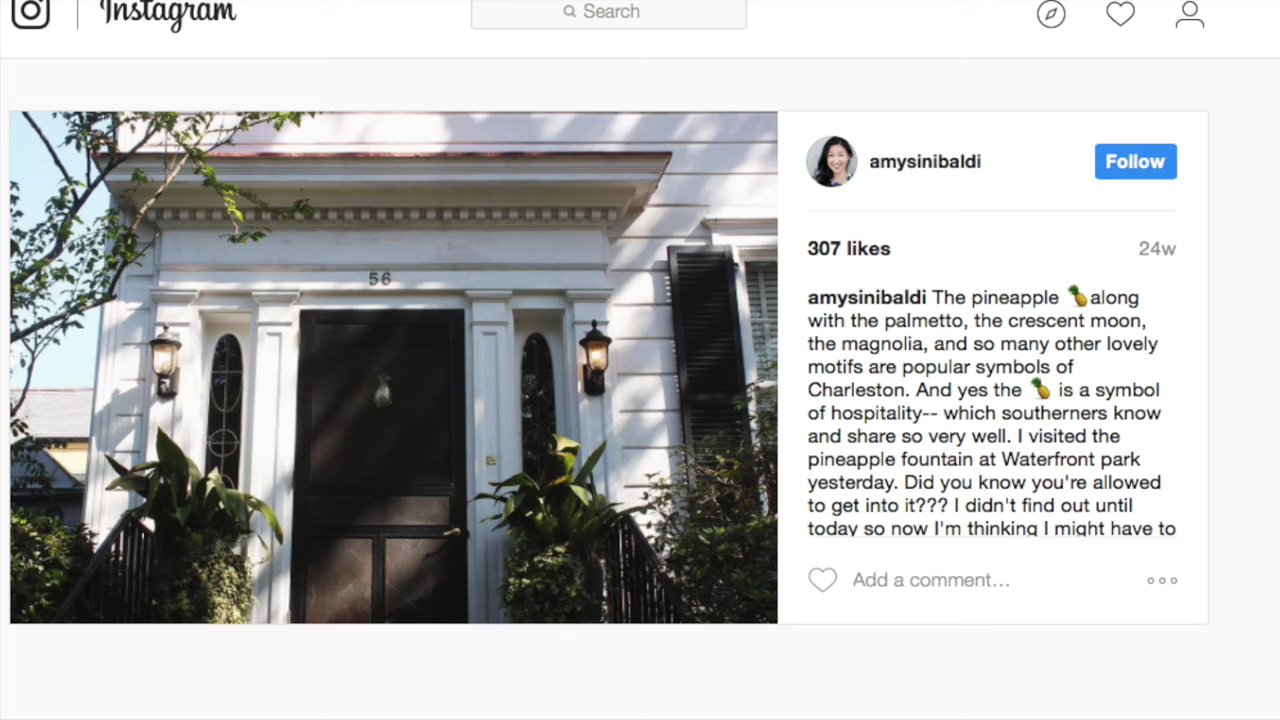 Instagram
Search
56
amysinibaldi
Follow
307 likes
24w
amysinibaldi The pineapple 🍍along
with the palmetto, the crescent moon,
the magnolia, and so many other lovely
motifs are popular symbols of
Charleston. And yes the 🍍 is a symbol
of hospitality-- which southerners know
and share so very well. I visited the
pineapple fountain at Waterfront park
yesterday. Did you know you're allowed
to get into it??? I didn't find out until
today so now I'm thinking I might have to
Add a comment...